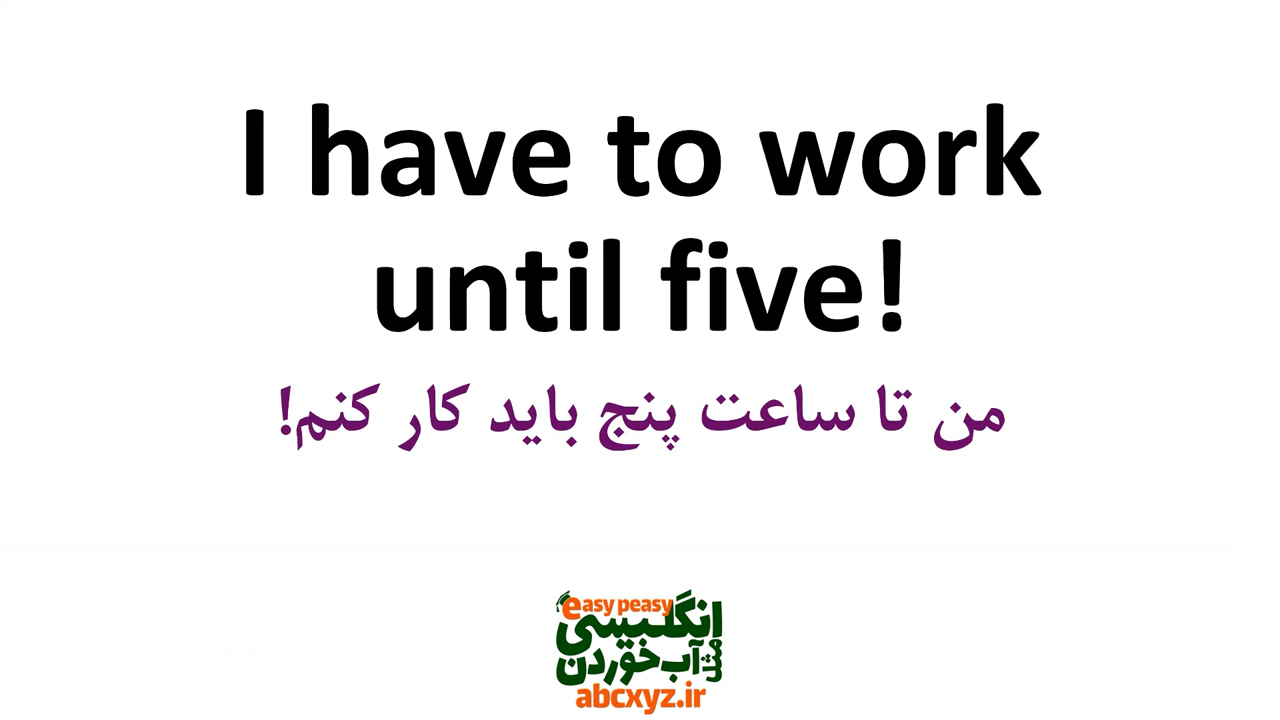 I have to work
until five!
من تا ساعت پنج باید کار کنم!
easy peasy
انگلیسی
مثل آب خوردن
abcxyz.ir